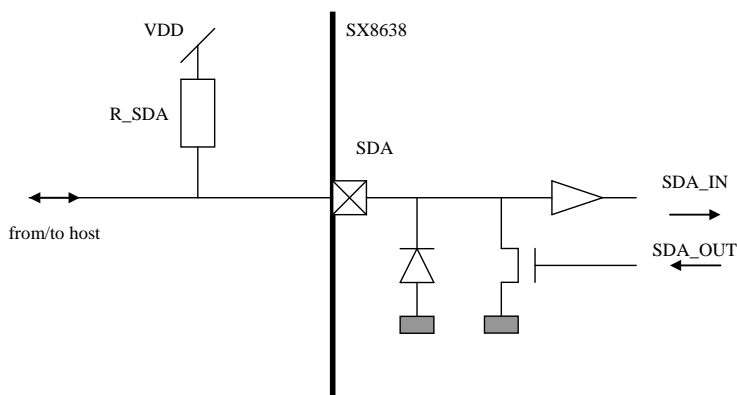 VDD
SX8638
R_SDA
SDA
SDA_IN
from/to host
SDA_OUT